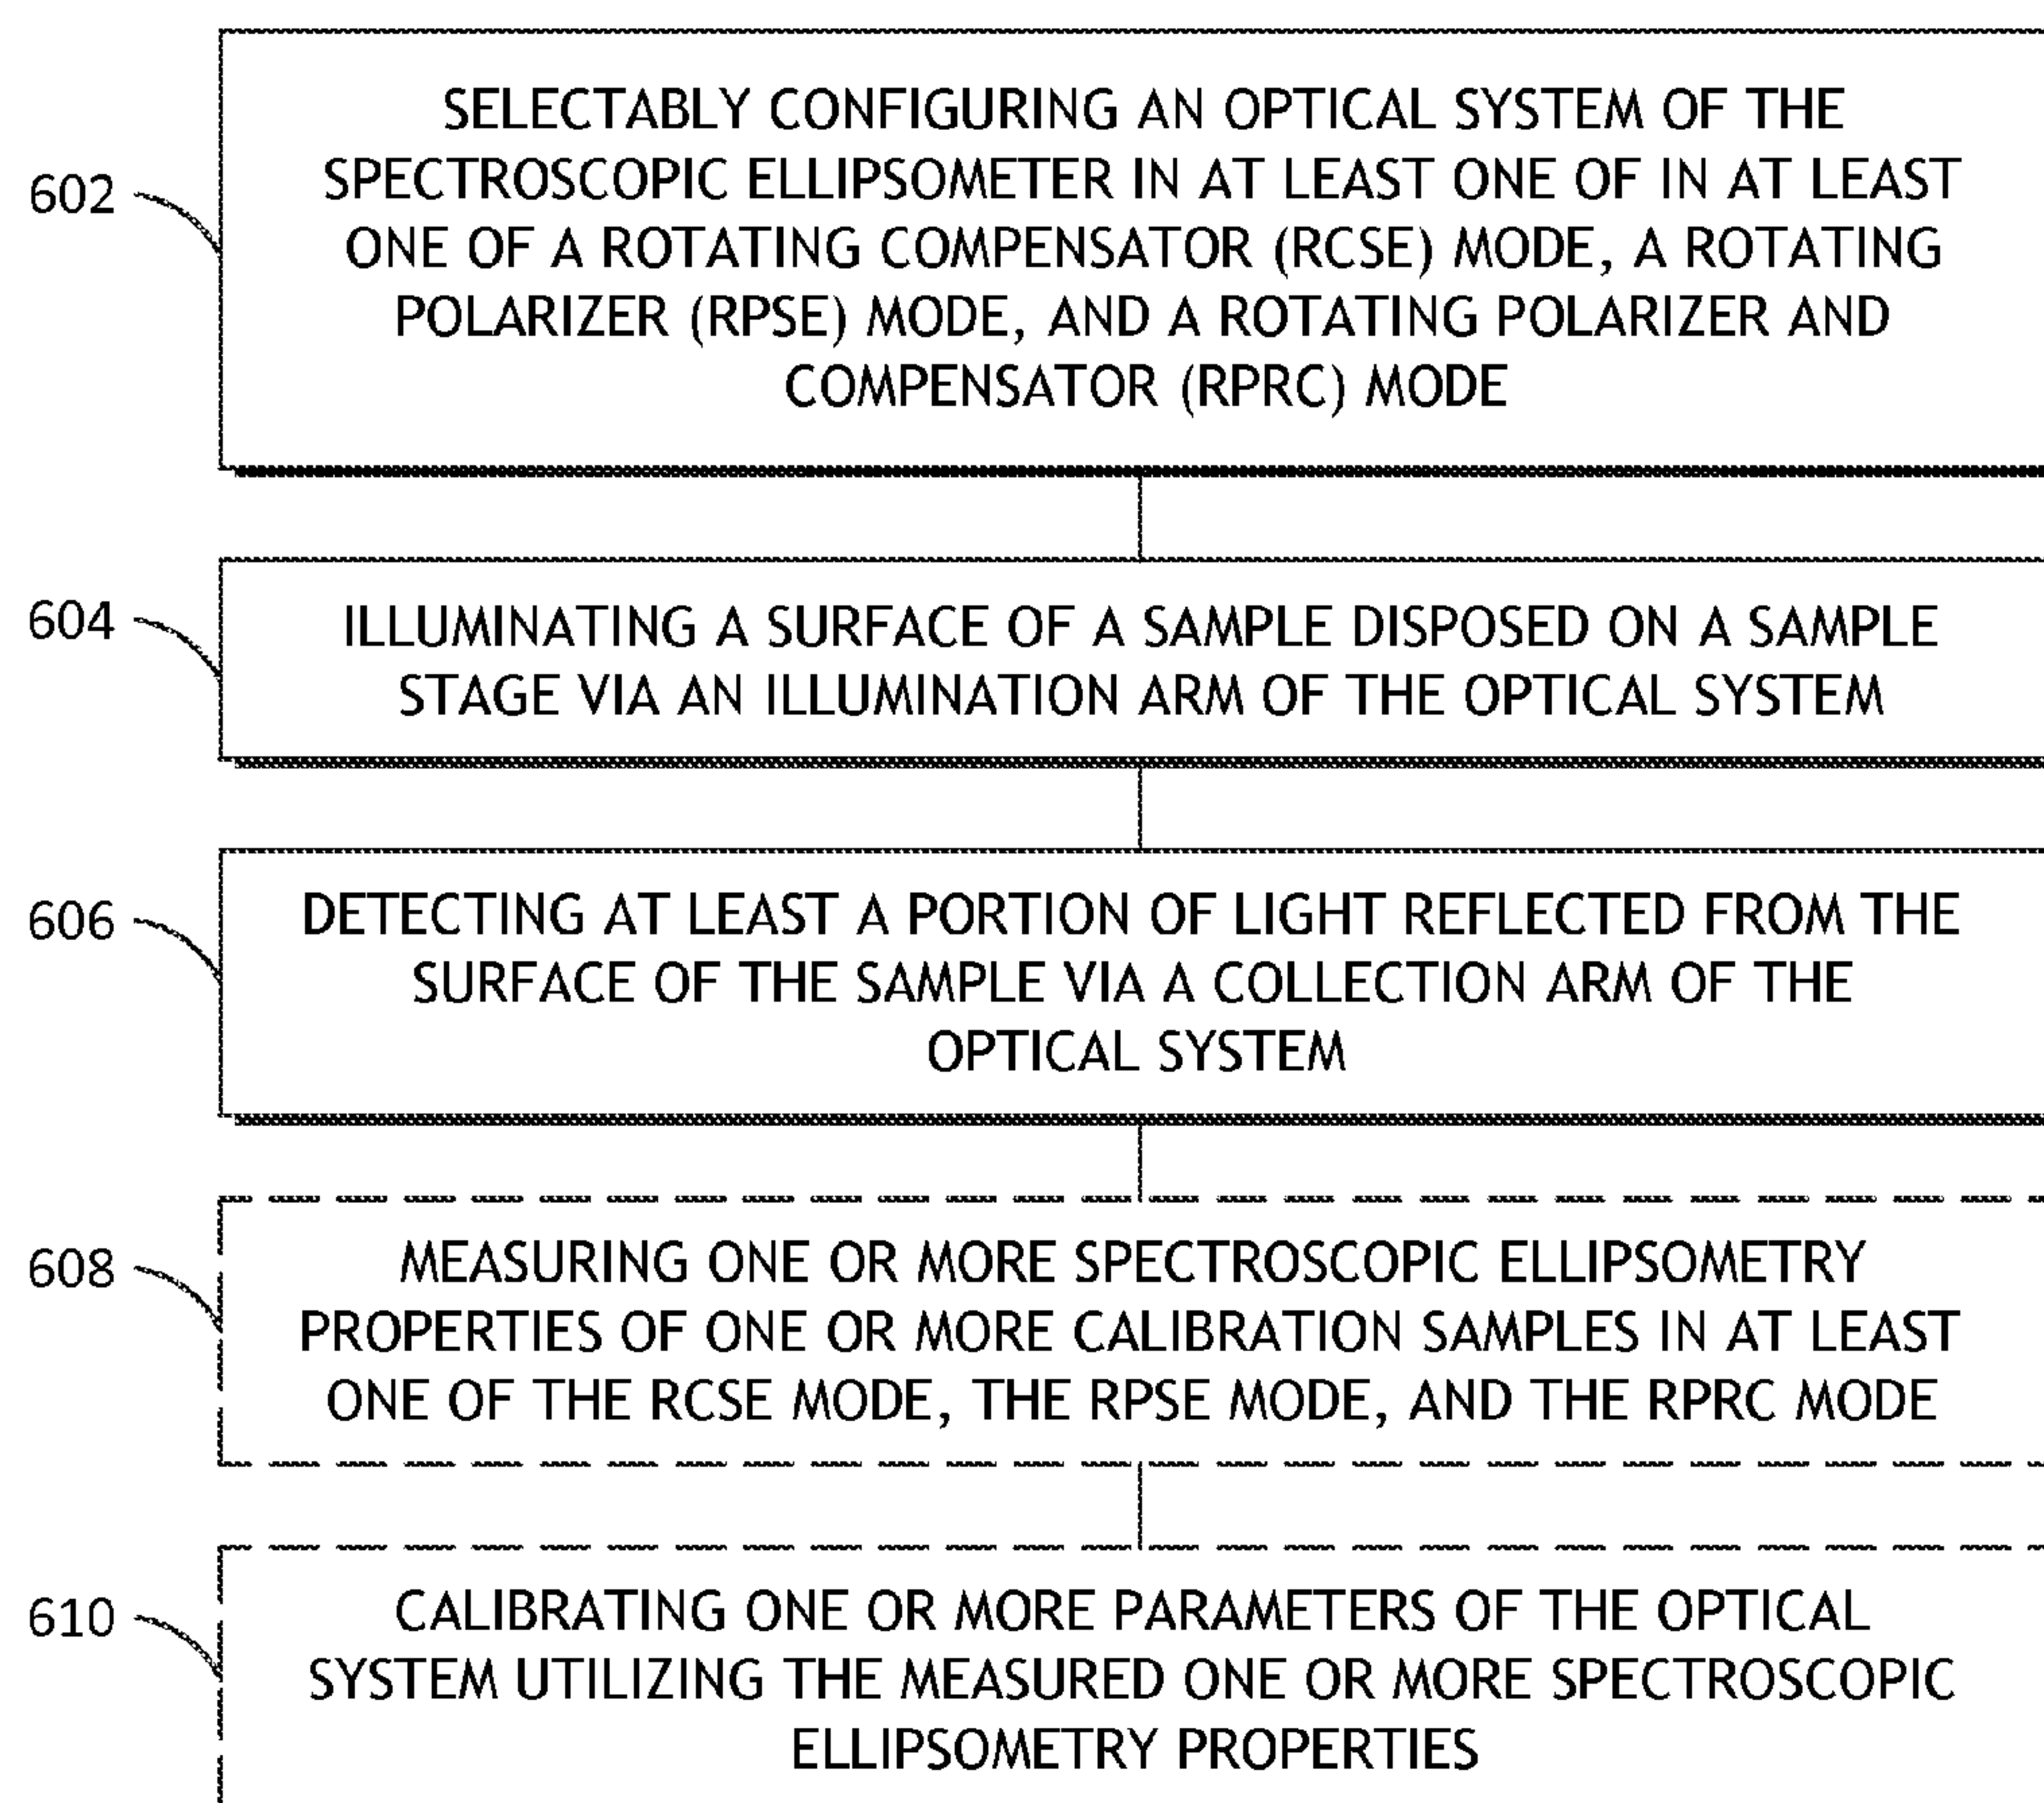 602
SELECTABLY CONFIGURING AN OPTICAL SYSTEM OF THE
SPECTROSCOPIC ELLIPSOMETER IN AT LEAST ONE OF IN AT LEAST
ONE OF A ROTATING COMPENSATOR (RCSE) MODE, A ROTATING
POLARIZER (RPSE) MODE, AND A ROTATING POLARIZER AND
COMPENSATOR (RPRC) MODE
604
ILLUMINATING A SURFACE OF A SAMPLE DISPOSED ON A SAMPLE
STAGE VIA AN ILLUMINATION ARM OF THE OPTICAL SYSTEM
606
DETECTING AT LEAST A PORTION OF LIGHT REFLECTED FROM THE
SURFACE OF THE SAMPLE VIA A COLLECTION ARM OF THE
OPTICAL SYSTEM
608
MEASURING ONE OR MORE SPECTROSCOPIC ELLIPSOMETRY
PROPERTIES OF ONE OR MORE CALIBRATION SAMPLES IN AT LEAST
ONE OF THE RCSE MODE, THE RPSE MODE, AND THE RPRC MODE
610
CALIBRATING ONE OR MORE PARAMETERS OF THE OPTICAL
SYSTEM UTILIZING THE MEASURED ONE OR MORE SPECTROSCOPIC
ELLIPSOMETRY PROPERTIES